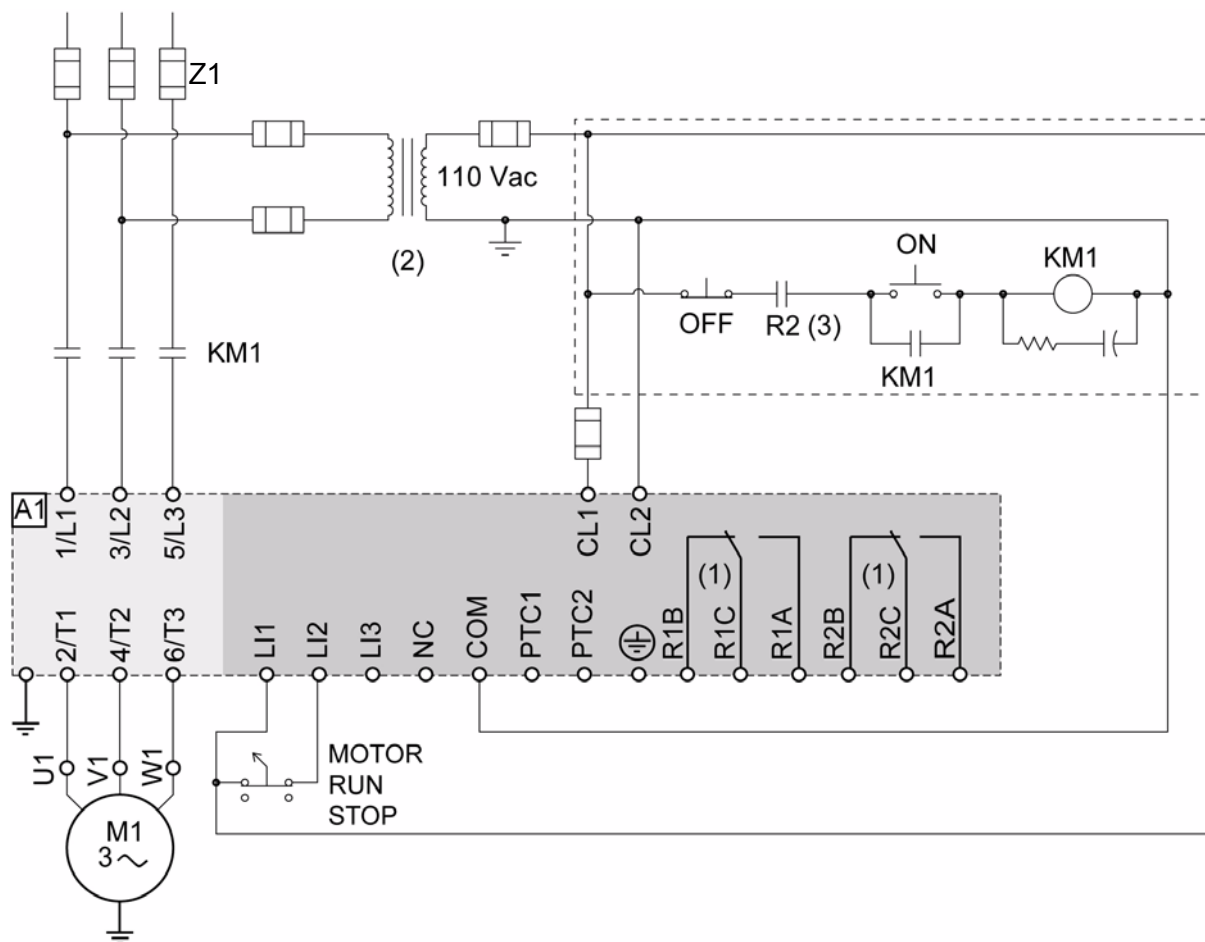 Z1
110 Vac
(2)
ON
KM1
OFF
R2 (3)
KM1
KM1
A1
1/L1
3/L2
5/L3
CL1
CL2
2/T1
4/T2
6/T3
LI1
LI2
LI3
NC
COM
PTC1
PTC2
R1B
(1)
R1C
R1A
R2B
(1)
R2C
R2A
U1
V1
W1
MOTOR
RUN
STOP
M1
3